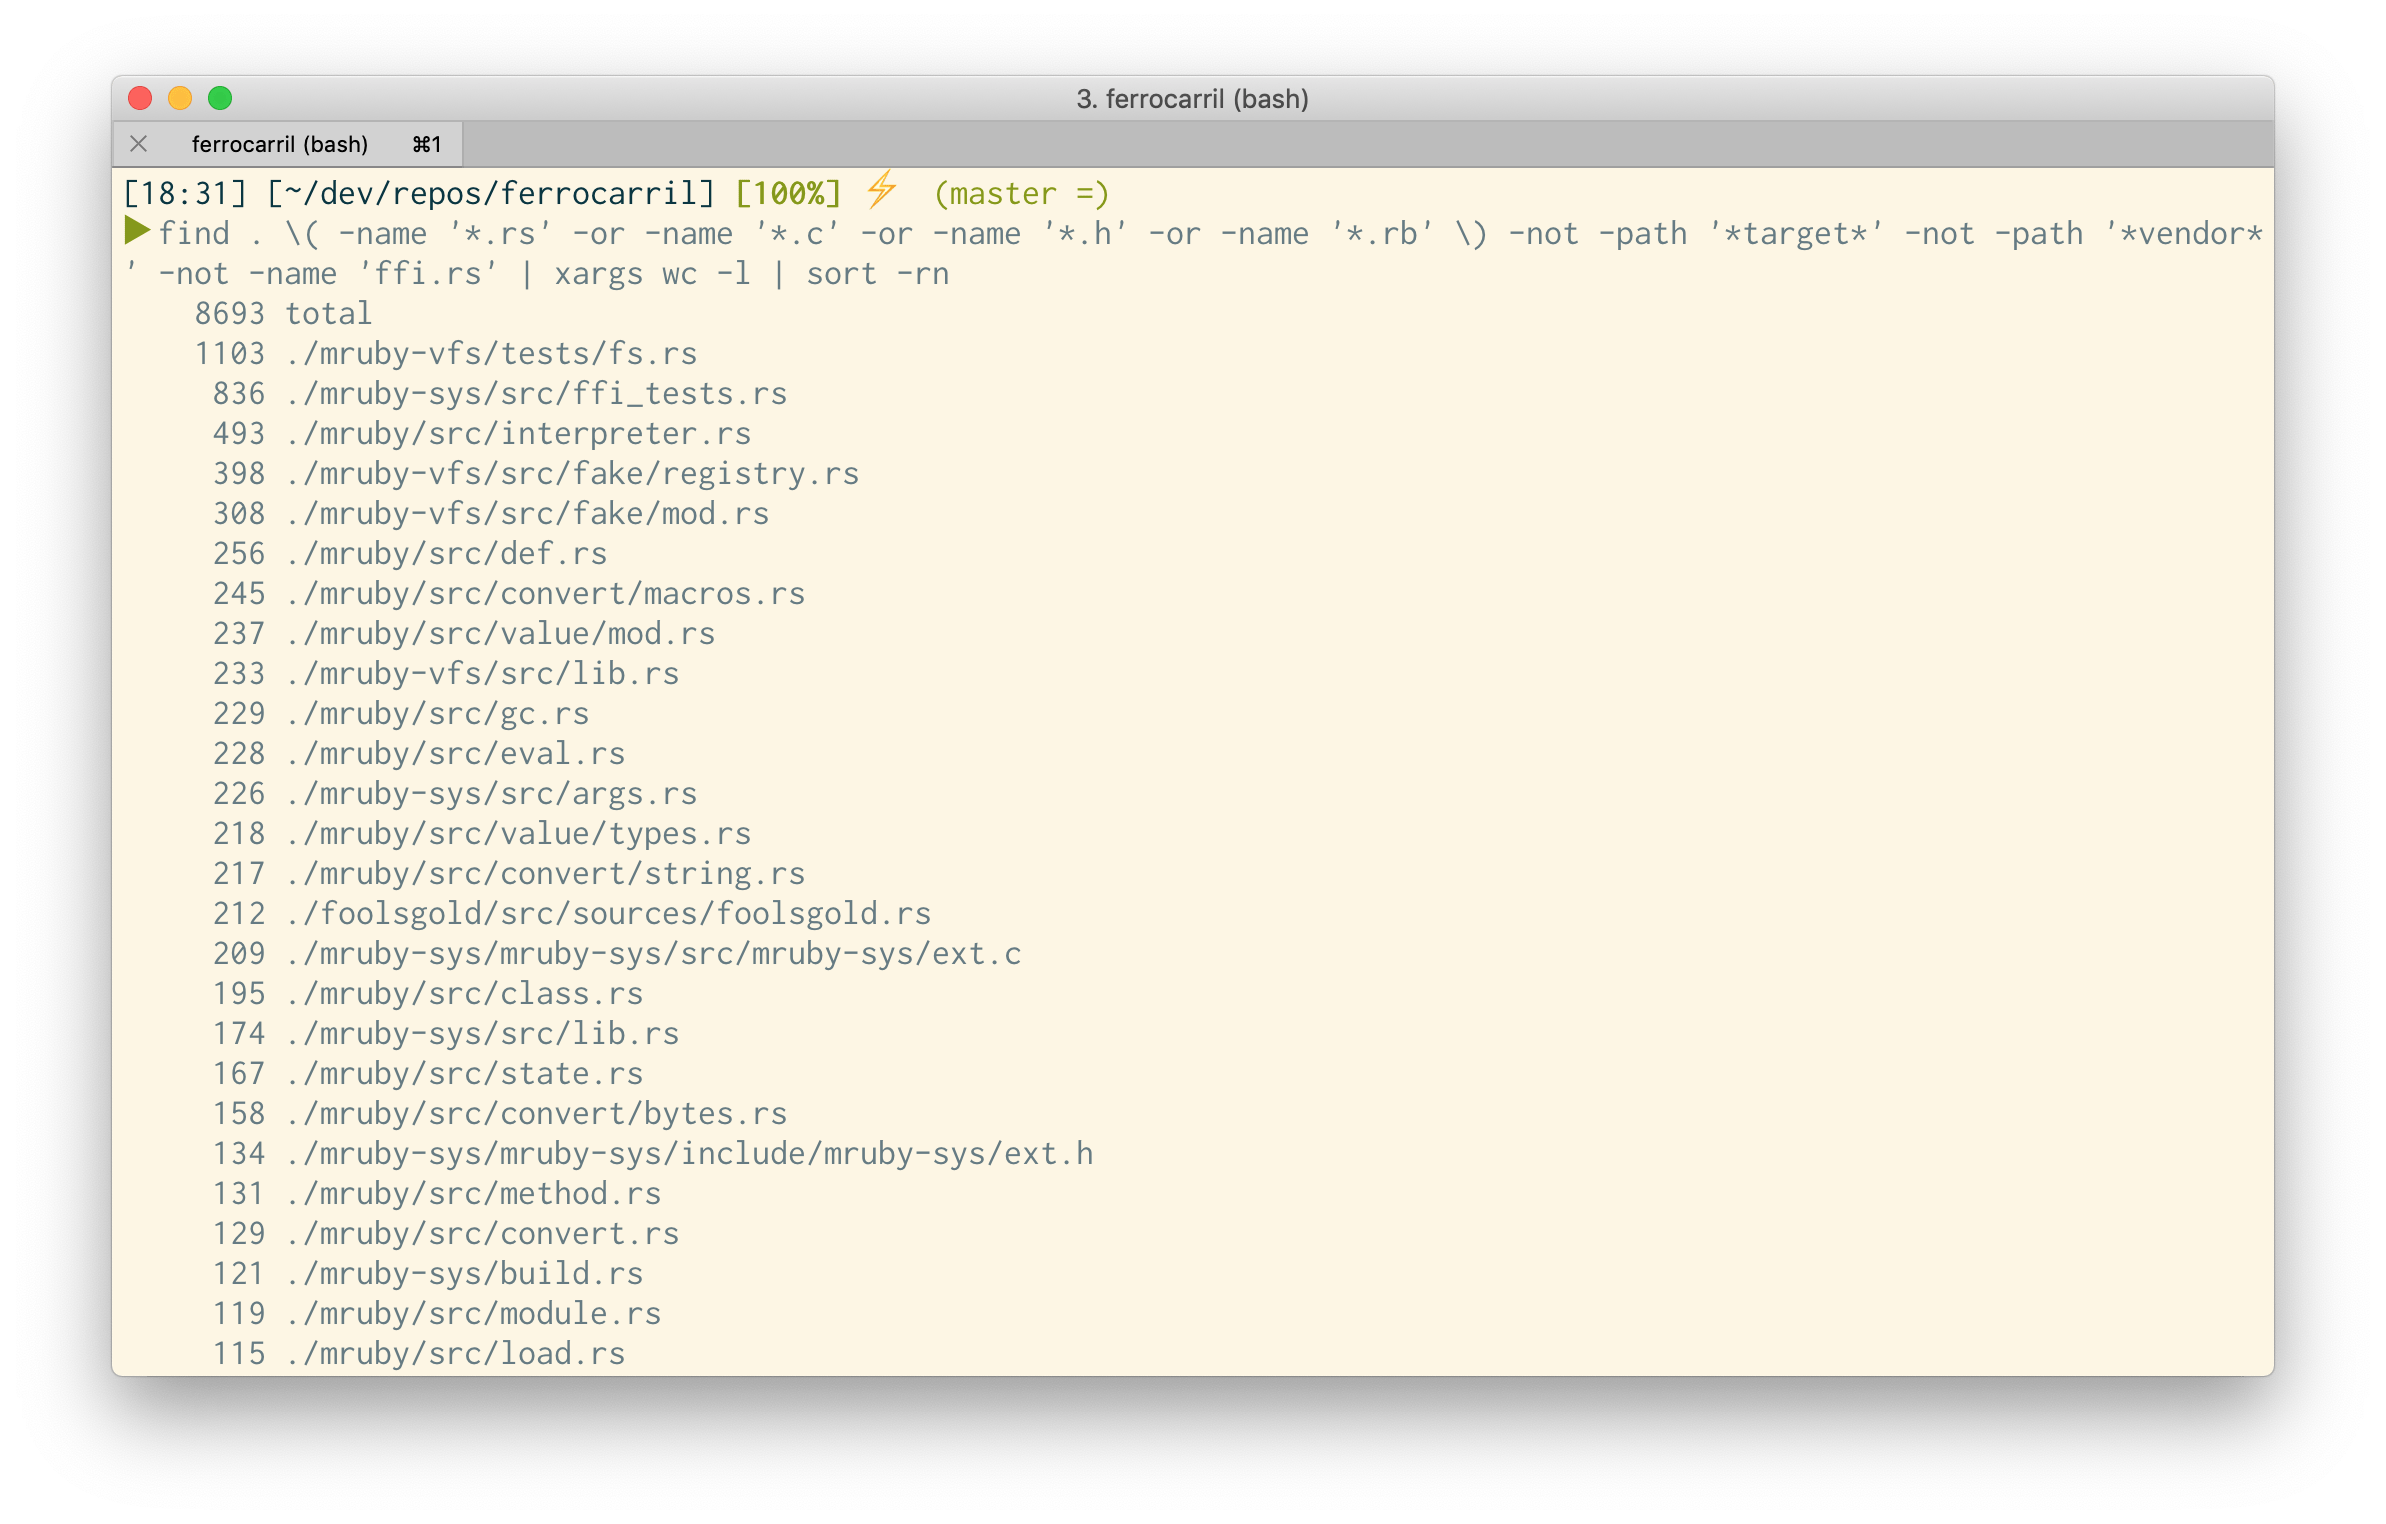 3. ferrocarril (bash)
ferrocarril (bash) ⌘1
[18:31] [~/dev/repos/ferrocarril] [100%] ⚡ (master =)
▶ find . \( -name '*.rs' -or -name '*.c' -or -name '*.h' -or -name '*.rb' \) -not -path '*target*' -not -path '*vendor*
' -not -name 'ffi.rs' | xargs wc -l | sort -rn
8693 total
1103 ./mruby-vfs/tests/fs.rs
836 ./mruby-sys/src/ffi_tests.rs
493 ./mruby/src/interpreter.rs
398 ./mruby-vfs/src/fake/registry.rs
308 ./mruby-vfs/src/fake/mod.rs
256 ./mruby/src/def.rs
245 ./mruby/src/convert/macros.rs
237 ./mruby/src/value/mod.rs
233 ./mruby-vfs/src/lib.rs
229 ./mruby/src/gc.rs
228 ./mruby/src/eval.rs
226 ./mruby-sys/src/args.rs
218 ./mruby/src/value/types.rs
217 ./mruby/src/convert/string.rs
212 ./foolsgold/src/sources/foolsgold.rs
209 ./mruby-sys/mruby-sys/src/mruby-sys/ext.c
195 ./mruby/src/class.rs
174 ./mruby-sys/src/lib.rs
167 ./mruby/src/state.rs
158 ./mruby/src/convert/bytes.rs
134 ./mruby-sys/mruby-sys/include/mruby-sys/ext.h
131 ./mruby/src/method.rs
129 ./mruby/src/convert.rs
121 ./mruby-sys/build.rs
119 ./mruby/src/module.rs
115 ./mruby/src/load.rs